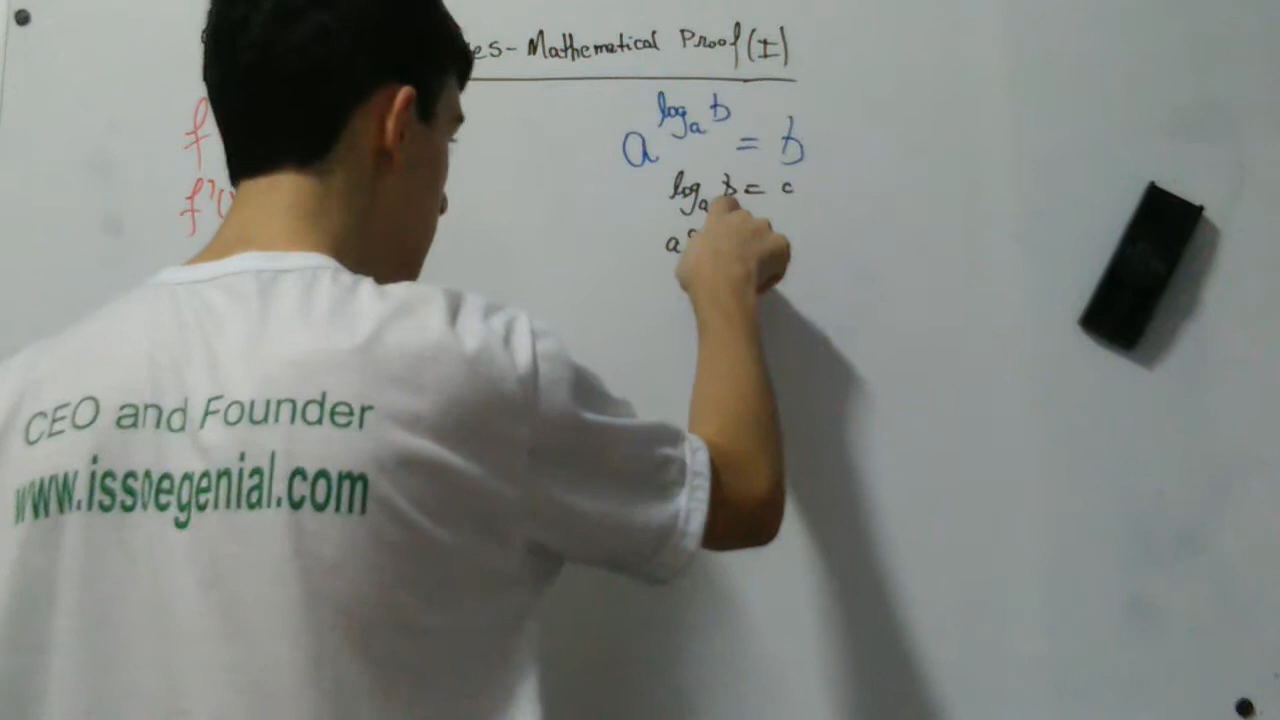 es-Mathematical Proof (I)
f
f'(
a^{log_a b} = b
log_a b = c
a^c
CEO and Founder
www.issoegenial.com